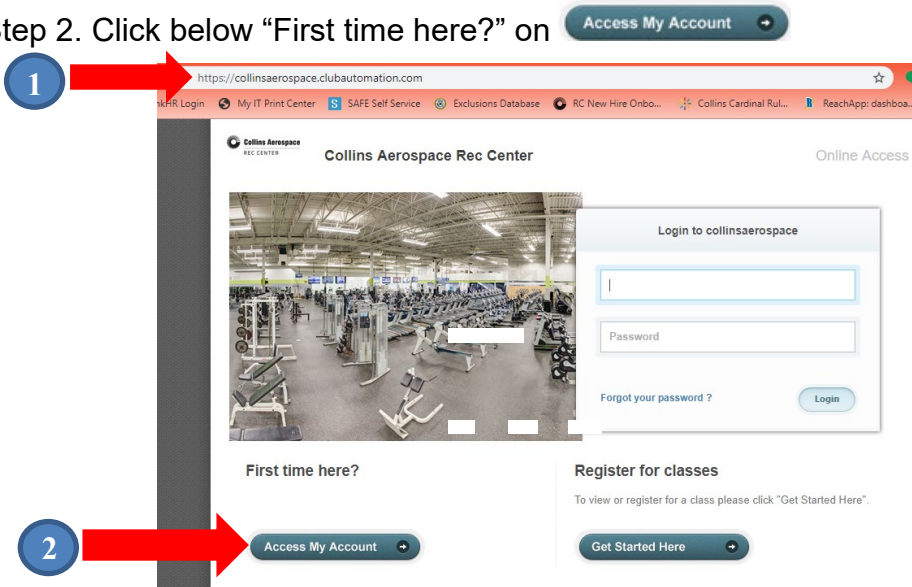 tep 2. Click below “First time here?” on Access My Account
1
https://collinsaerospace.clubautomation.com
nkHR Login My IT Print Center S SAFE Self Service Exclusions Database RC New Hire Onbo... Collins Cardinal Rul... R ReachApp: dashboa..
Collins Aerospace
REC CENTER
Collins Aerospace Rec Center
Online Access
Login to collinsaerospace
Password
Forgot your password ?
Login
First time here?
Register for classes
To view or register for a class please click "Get Started Here".
2
Access My Account
Get Started Here